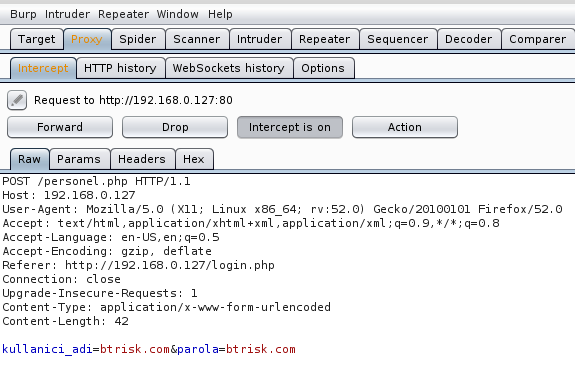 Burp Intruder Repeater Window Help
Target Proxy Spider Scanner Intruder Repeater Sequencer Decoder Comparer
Intercept HTTP history WebSockets history Options
Request to http://192.168.0.127:80
Forward Drop Intercept is on Action
Raw Params Headers Hex
POST /personel.php HTTP/1.1
Host: 192.168.0.127
User-Agent: Mozilla/5.0 (X11; Linux x86_64; rv:52.0) Gecko/20100101 Firefox/52.0
Accept: text/html,application/xhtml+xml,application/xml;q=0.9,*/*;q=0.8
Accept-Language: en-US,en;q=0.5
Accept-Encoding: gzip, deflate
Referer: http://192.168.0.127/login.php
Connection: close
Upgrade-Insecure-Requests: 1
Content-Type: application/x-www-form-urlencoded
Content-Length: 42
kullanici_adi=btrisk.com&parola=btrisk.com